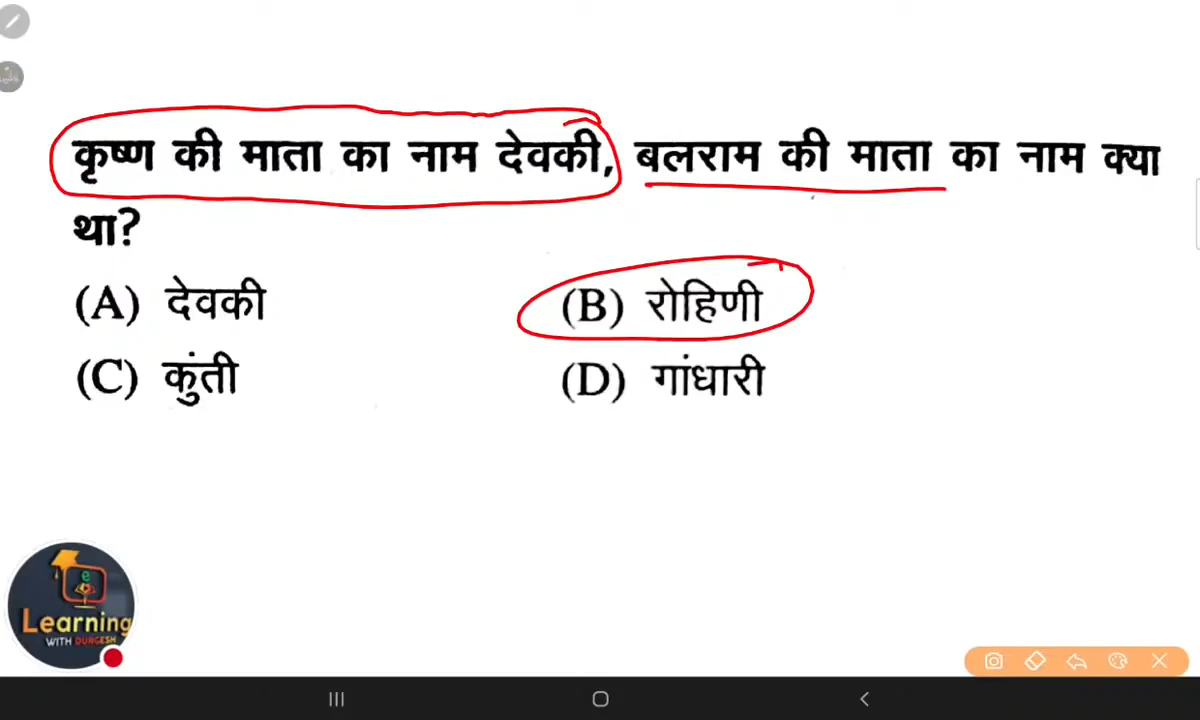 कृष्ण की माता का नाम देवकी, बलराम की माता का नाम क्या
था?
(A) देवकी (B) रोहिणी
(C) कुंती (D) गांधारी
e
Learning
WITH DURGESH